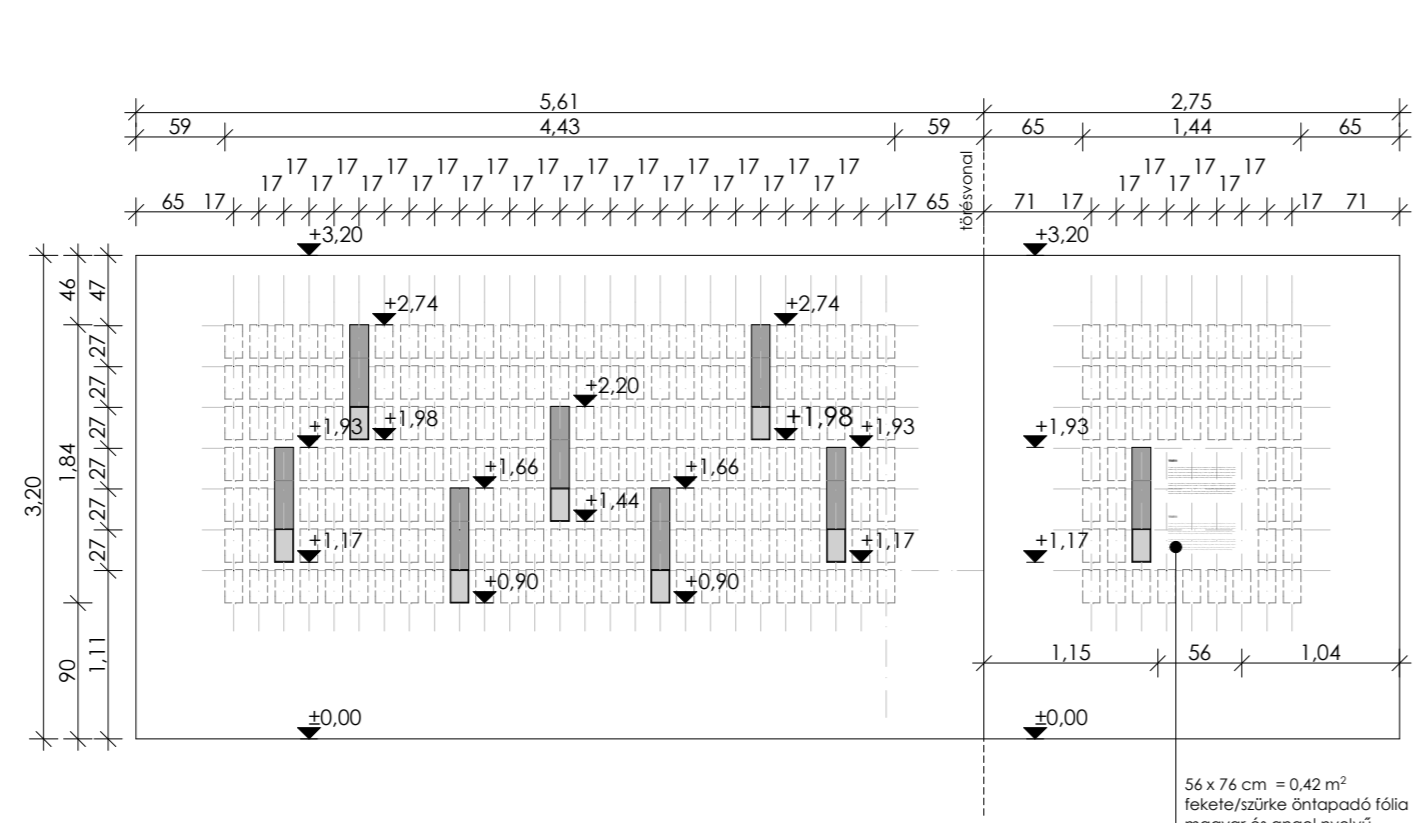 5,61 2,75
59 4,43 59 65 1,44 65
17 17 17 17 17 17 17 17 17 17 17 17 17 17 17
17 17 17 17 17 17 17 17 17 17 17 17 17 17 17
65 17 17 65 71 17 17 71
törésvonal
+3,20 +3,20
46 47
+2,74 +2,74
27
27
+2,20
27
+1,93 +1,98 +1,98 +1,93 +1,93
3,20 1,84
27
+1,66 +1,66
27
+1,44
27
+1,17 +1,17 +1,17
+0,90 +0,90
90 1,11
1,15 56 1,04
±0,00 ±0,00
56 x 76 cm = 0,42 m²
fekete/szürke öntapadó fólia